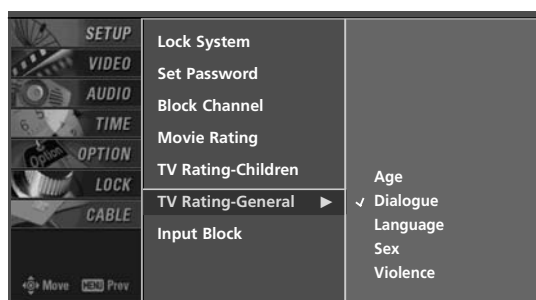 SETUP
VIDEO
AUDIO
TIME
OPTION
LOCK
CABLE
Move MENU Prev
Lock System
Set Password
Block Channel
Movie Rating
TV Rating-Children
TV Rating-General ►
Input Block
Age
✓ Dialogue
Language
Sex
Violence